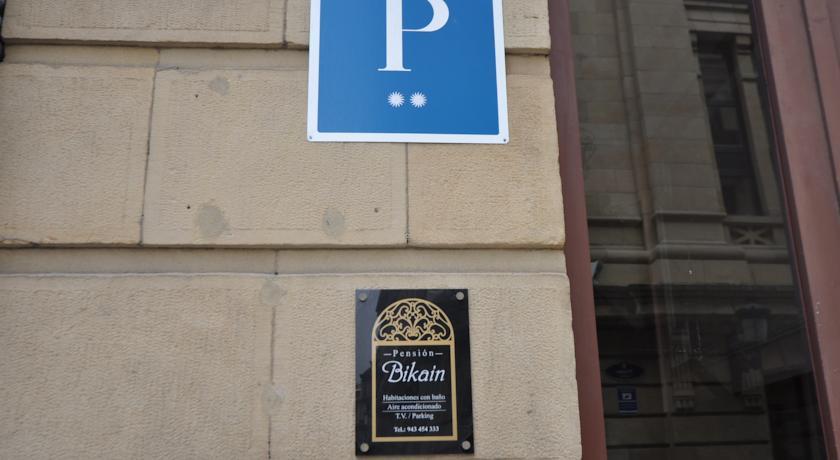 P
Pensión
Bikain
Habitaciones con baño
Aire acondicionado
T.V. / Parking
Tel.: 943 454 333